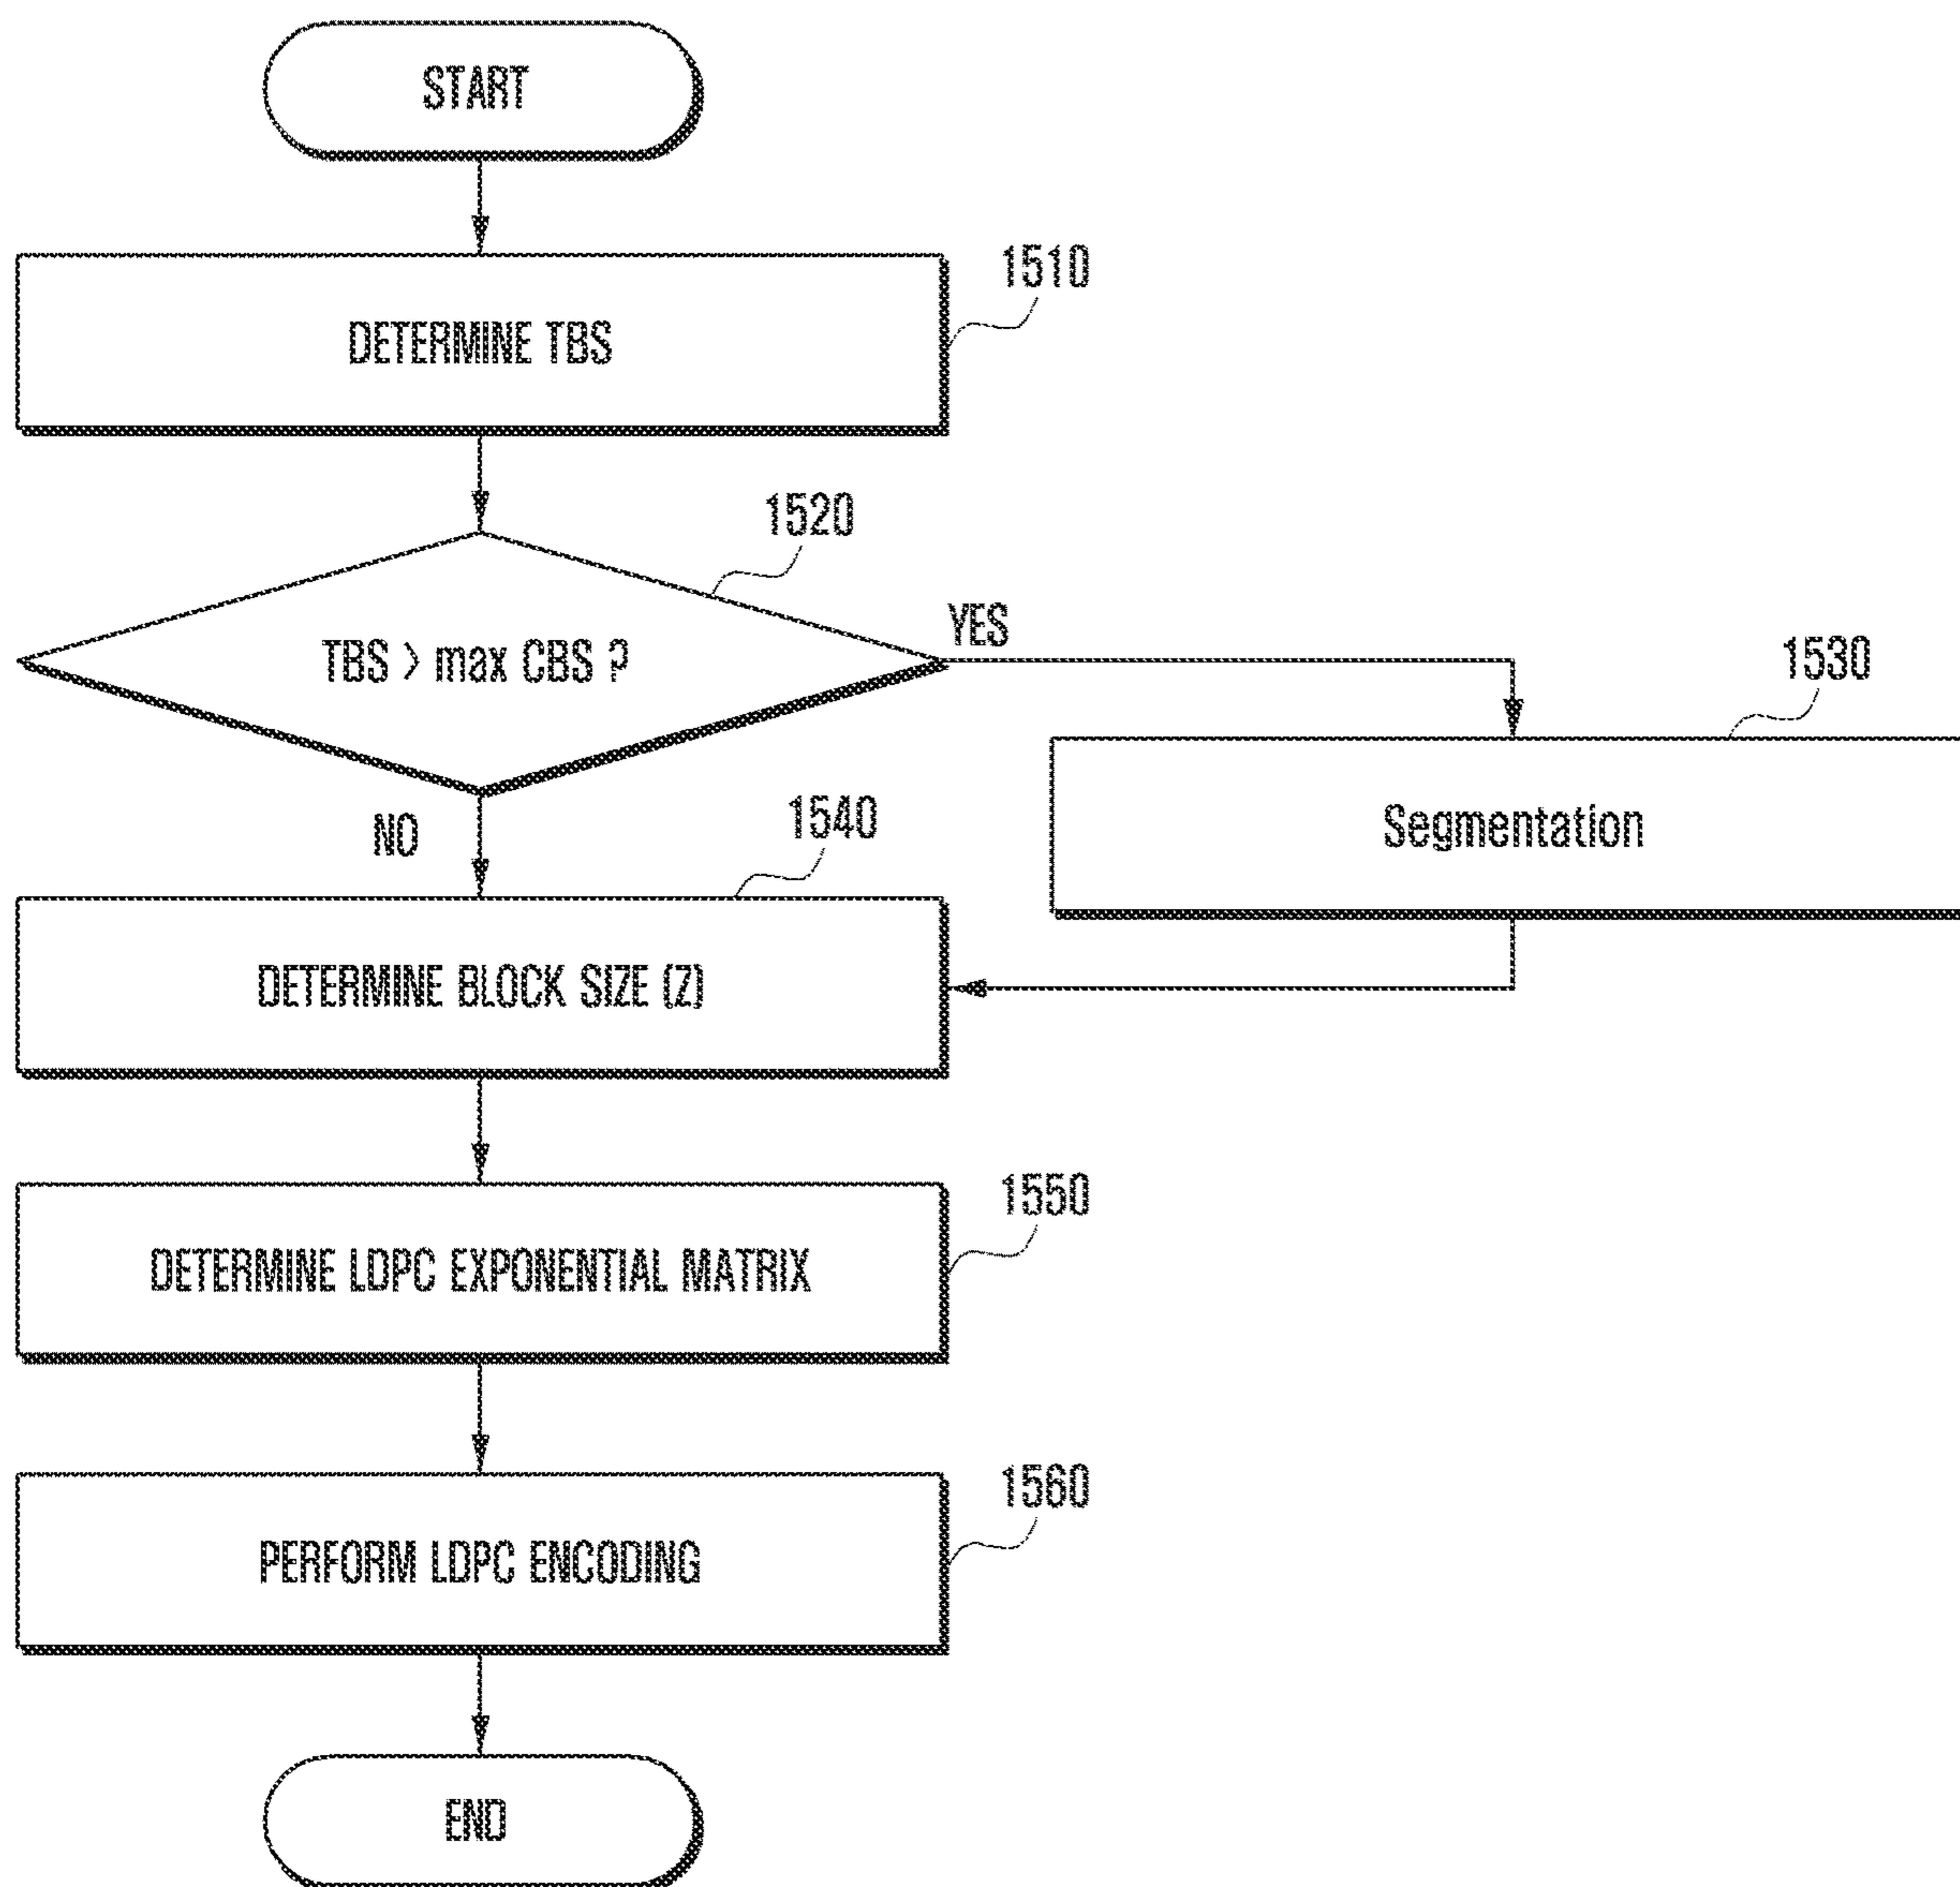 START
1510
DETERMINE TBS
1520
TBS > max CBS ?
YES
1530
Segmentation
NO
1540
DETERMINE BLOCK SIZE (Z)
1550
DETERMINE LDPC EXPONENTIAL MATRIX
1560
PERFORM LDPC ENCODING
END